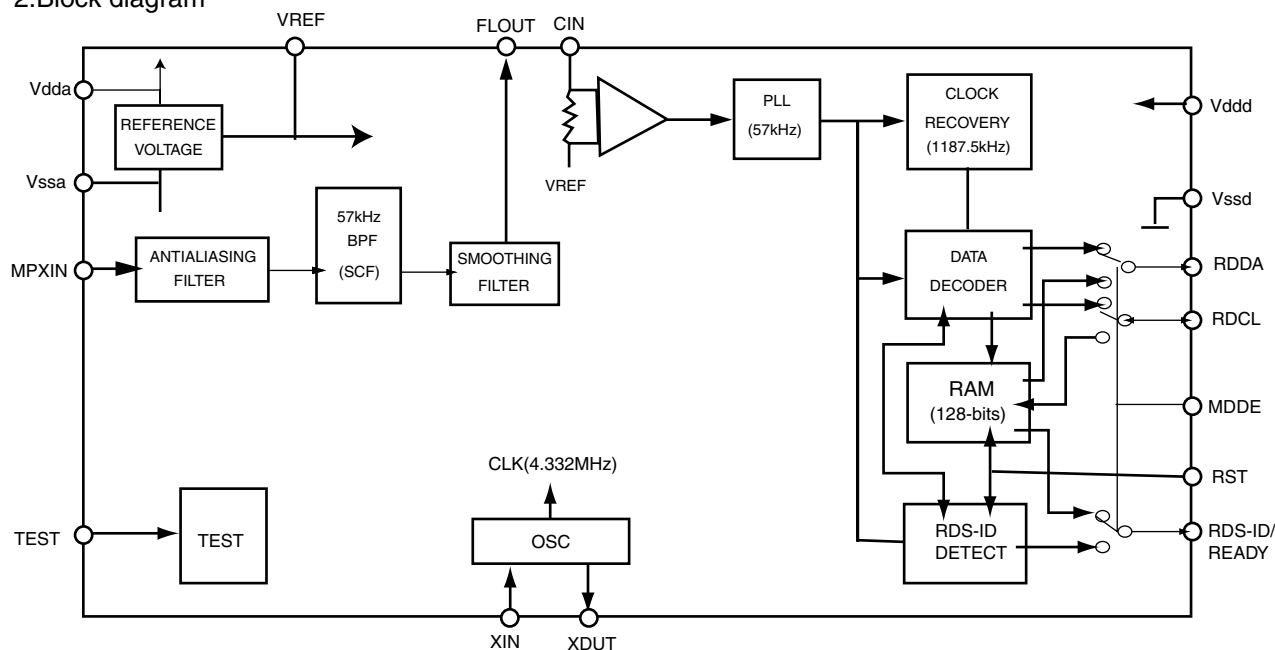 2.Block diagram
VREF
FLOUT
CIN
Vdda
REFERENCE
VOLTAGE
Vssa
VREF
PLL
(57kHz)
CLOCK
RECOVERY
(1187.5kHz)
Vddd
Vssd
MPXIN
ANTIALIASING
FILTER
57kHz
BPF
(SCF)
SMOOTHING
FILTER
DATA
DECODER
RDDA
RDCL
RAM
(128-bits)
MDDE
RST
CLK(4.332MHz)
TEST
TEST
OSC
RDS-ID
DETECT
RDS-ID/
READY
XIN
XDUT